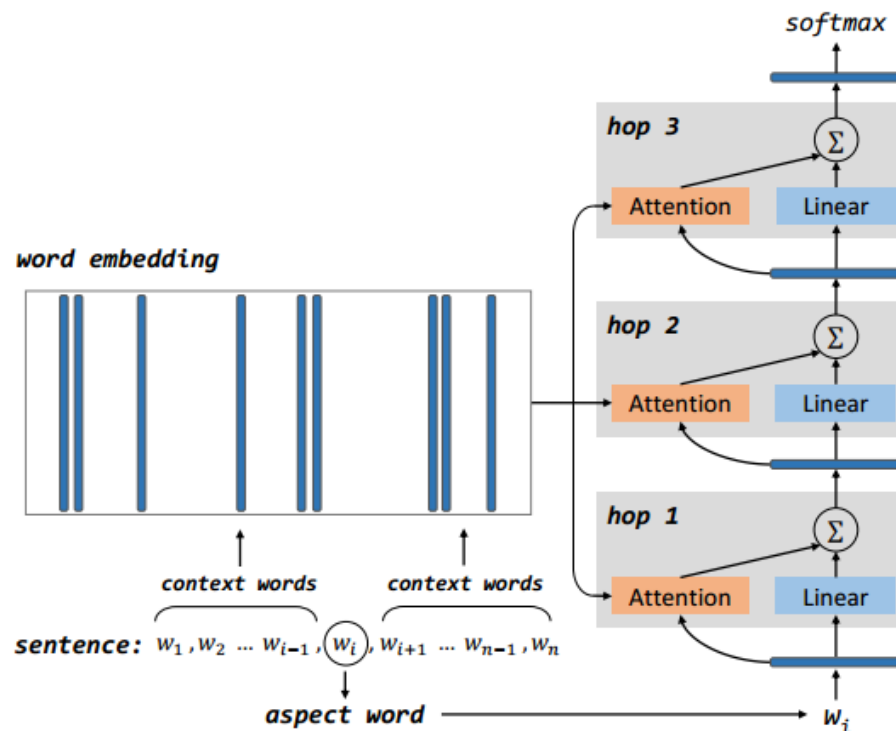 softmax
hop 3
Σ
Attention
Linear
word embedding
hop 2
Σ
Attention
Linear
hop 1
Σ
context words
context words
Attention
Linear
sentence: w₁ , w₂ … wᵢ₋₁ , wᵢ , wᵢ₊₁ … wₙ₋₁ , wₙ
aspect word
wᵢ